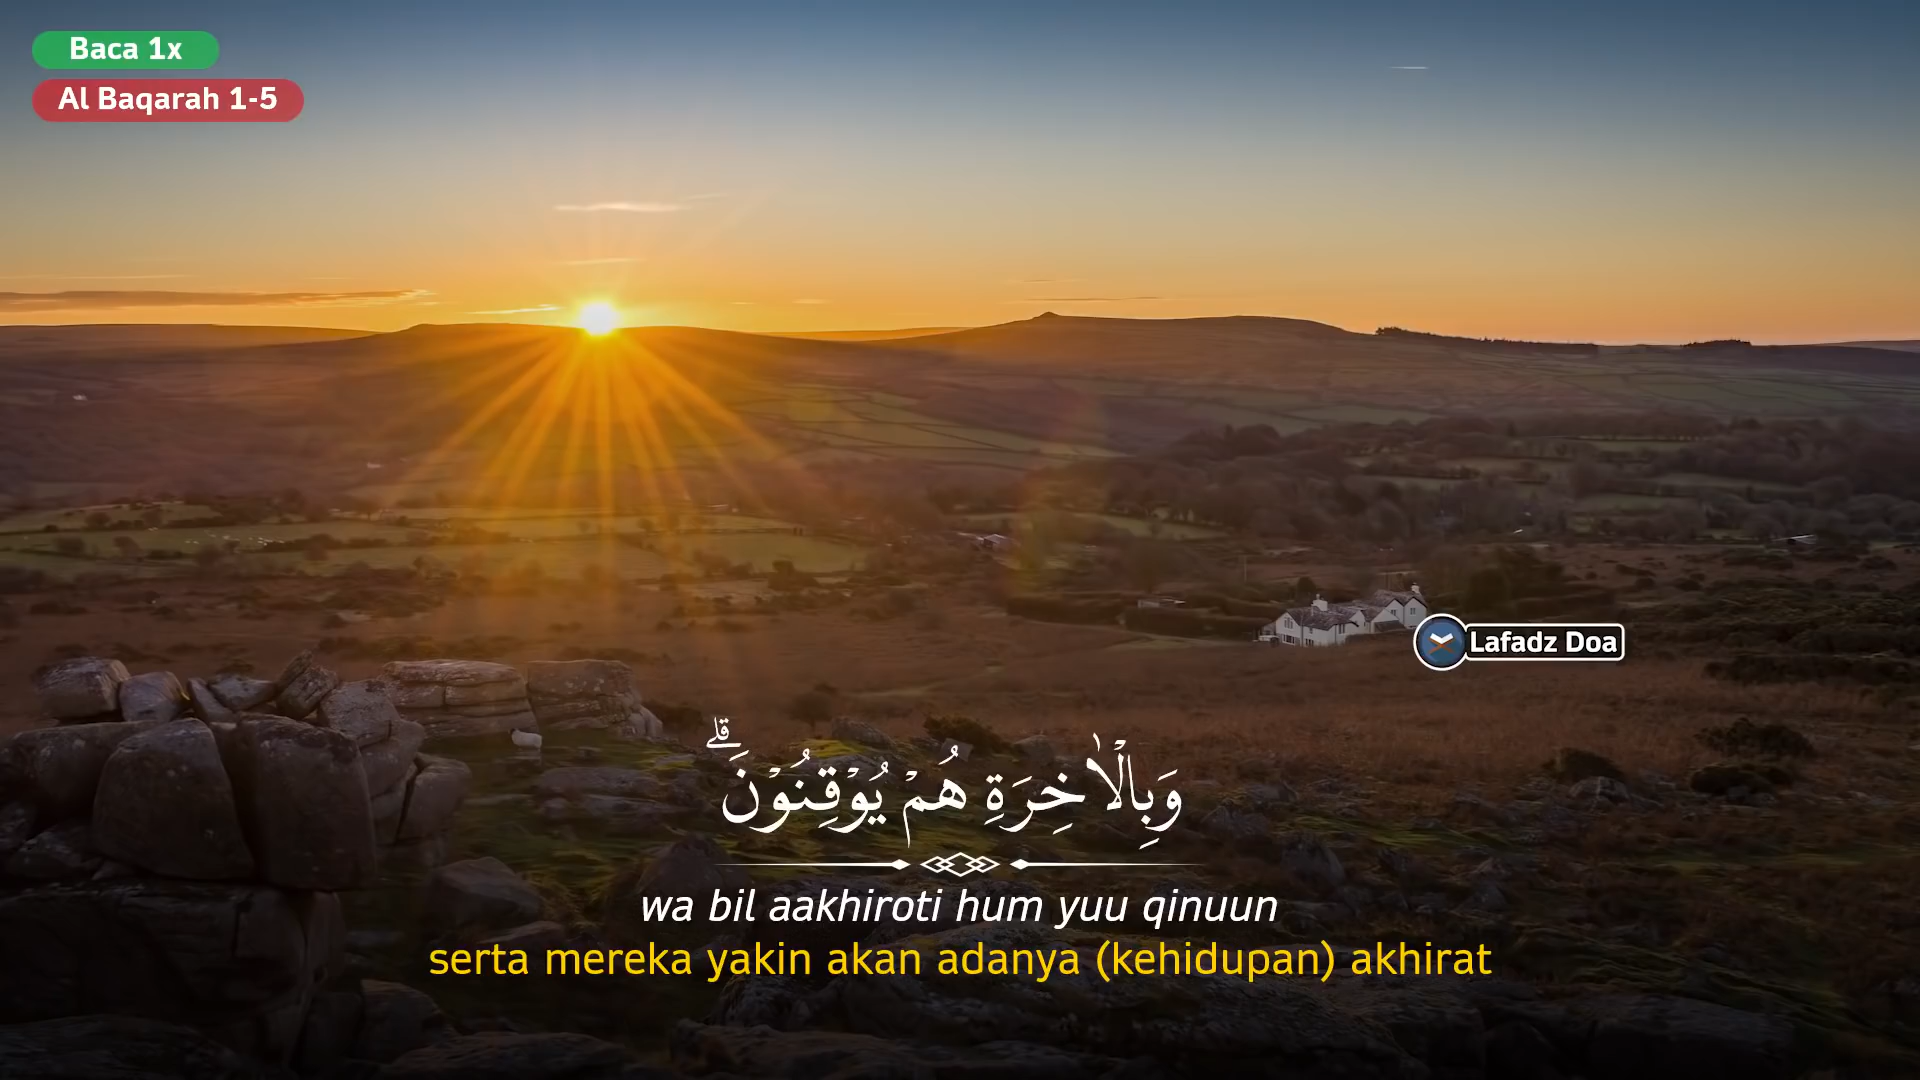 Baca 1x
Al Baqarah 1-5
Lafadz Doa
وَبِالْاٰخِرَةِ هُمْ يُوْقِنُوْنَۗ
wa bil aakhiroti hum yuu qinuun
serta mereka yakin akan adanya (kehidupan) akhirat